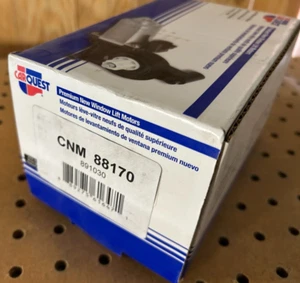 CARQUEST
Premium New Window Lift Motors
Moteurs lève-vitre neufs de qualité supérieure
Motores de levantamiento de ventana premium nuevo
CNM 88170
891030